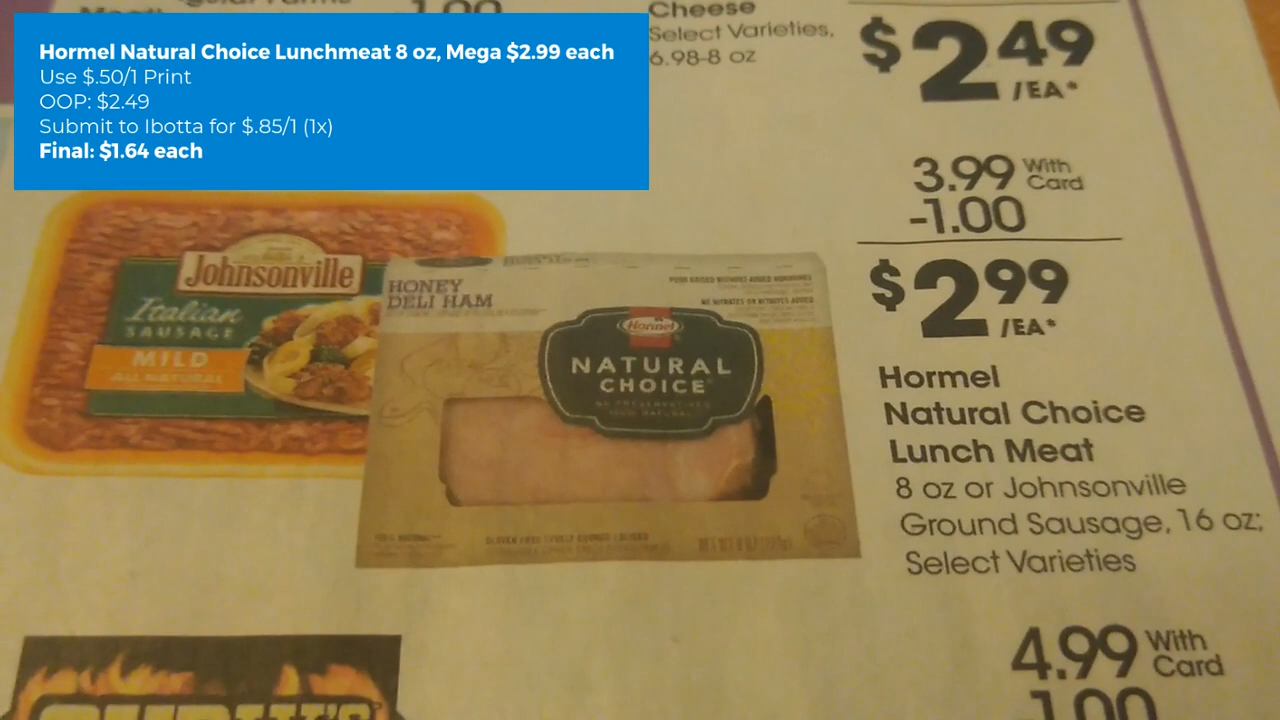 1.00
Hormel Natural Choice Lunchmeat 8 oz, Mega $2.99 each
Use $.50/1 Print
OOP: $2.49
Submit to Ibotta for $.85/1 (1x)
Final: $1.64 each
Cheese
Select Varieties,
6.98-8 oz
$2.49
/EA*
3.99 With Card
-1.00
$2.99
/EA*
Johnsonville
Italian
SAUSAGE
MILD
ALL NATURAL
HONEY
DELI HAM
Hormel
NATURAL
CHOICE
Hormel
Natural Choice
Lunch Meat
8 oz or Johnsonville
Ground Sausage, 16 oz;
Select Varieties
4.99 With Card
1.00